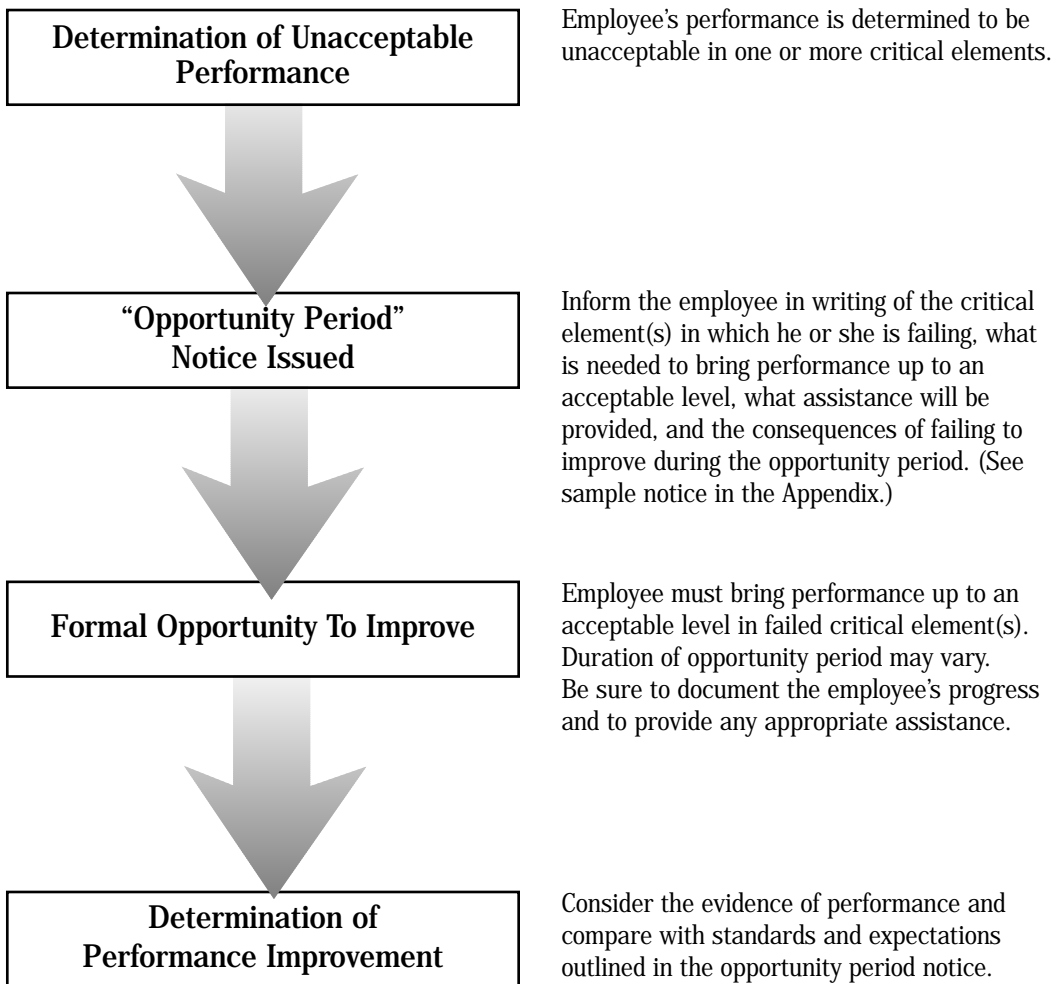 Determination of Unacceptable
Performance
Employee’s performance is determined to be
unacceptable in one or more critical elements.
“Opportunity Period”
Notice Issued
Inform the employee in writing of the critical
element(s) in which he or she is failing, what
is needed to bring performance up to an
acceptable level, what assistance will be
provided, and the consequences of failing to
improve during the opportunity period. (See
sample notice in the Appendix.)
Formal Opportunity To Improve
Employee must bring performance up to an
acceptable level in failed critical element(s).
Duration of opportunity period may vary.
Be sure to document the employee’s progress
and to provide any appropriate assistance.
Determination of
Performance Improvement
Consider the evidence of performance and
compare with standards and expectations
outlined in the opportunity period notice.